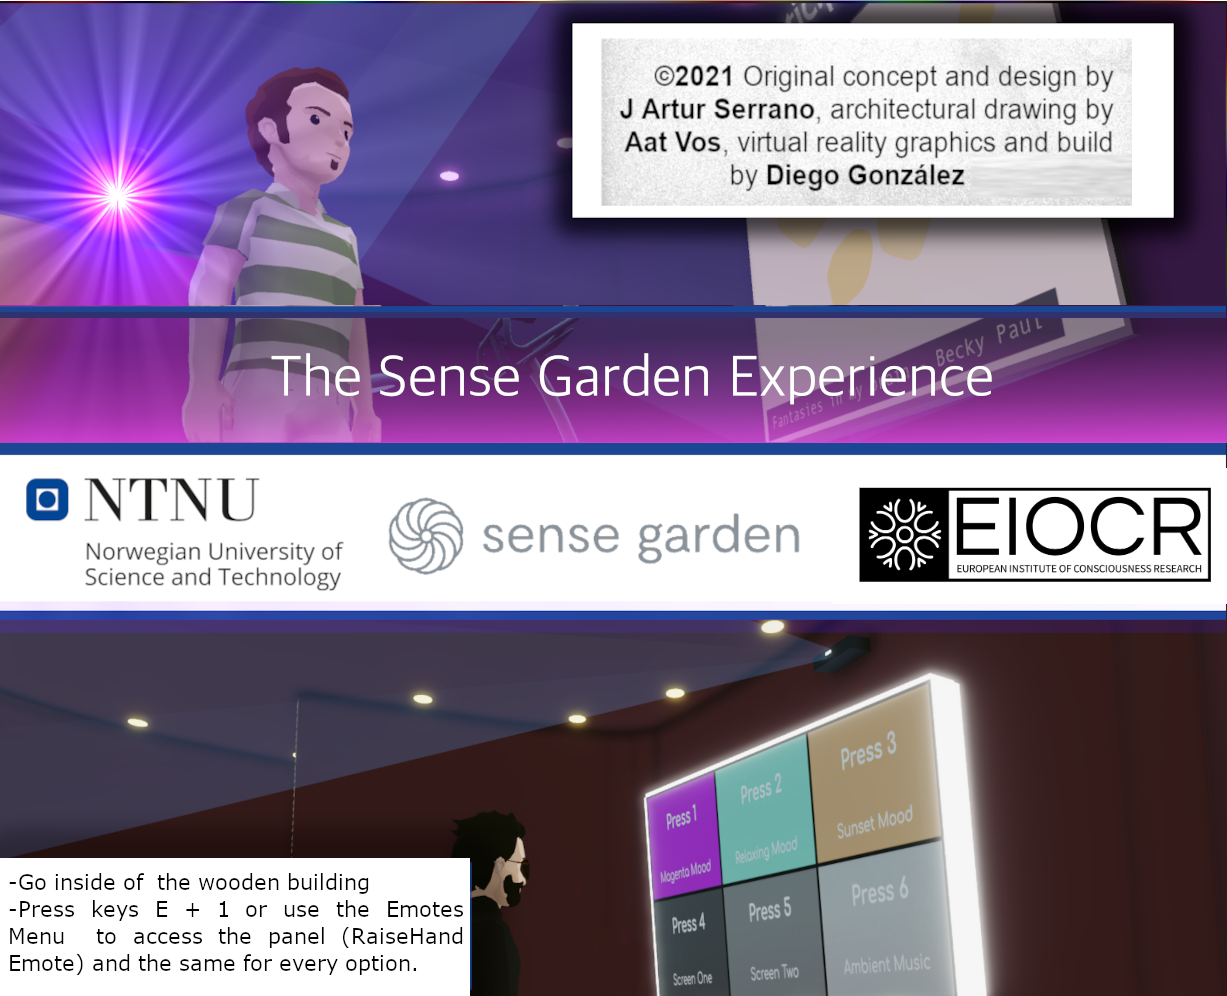 ©2021 Original concept and design by
J Artur Serrano, architectural drawing by
Aat Vos, virtual reality graphics and build
by Diego González
Becky Paul
Fantasies in my
The Sense Garden Experience
NTNU
Norwegian University of
Science and Technology
sense garden
EIOCR
EUROPEAN INSTITUTE OF CONSCIOUSNESS RESEARCH
Press 1
Magenta Mood
Press 2
Relaxing Mood
Press 3
Sunset Mood
Press 4
Screen One
Press 5
Screen Two
Press 6
Ambient Music
-Go inside of the wooden building
-Press keys E + 1 or use the Emotes
Menu to access the panel (RaiseHand
Emote) and the same for every option.